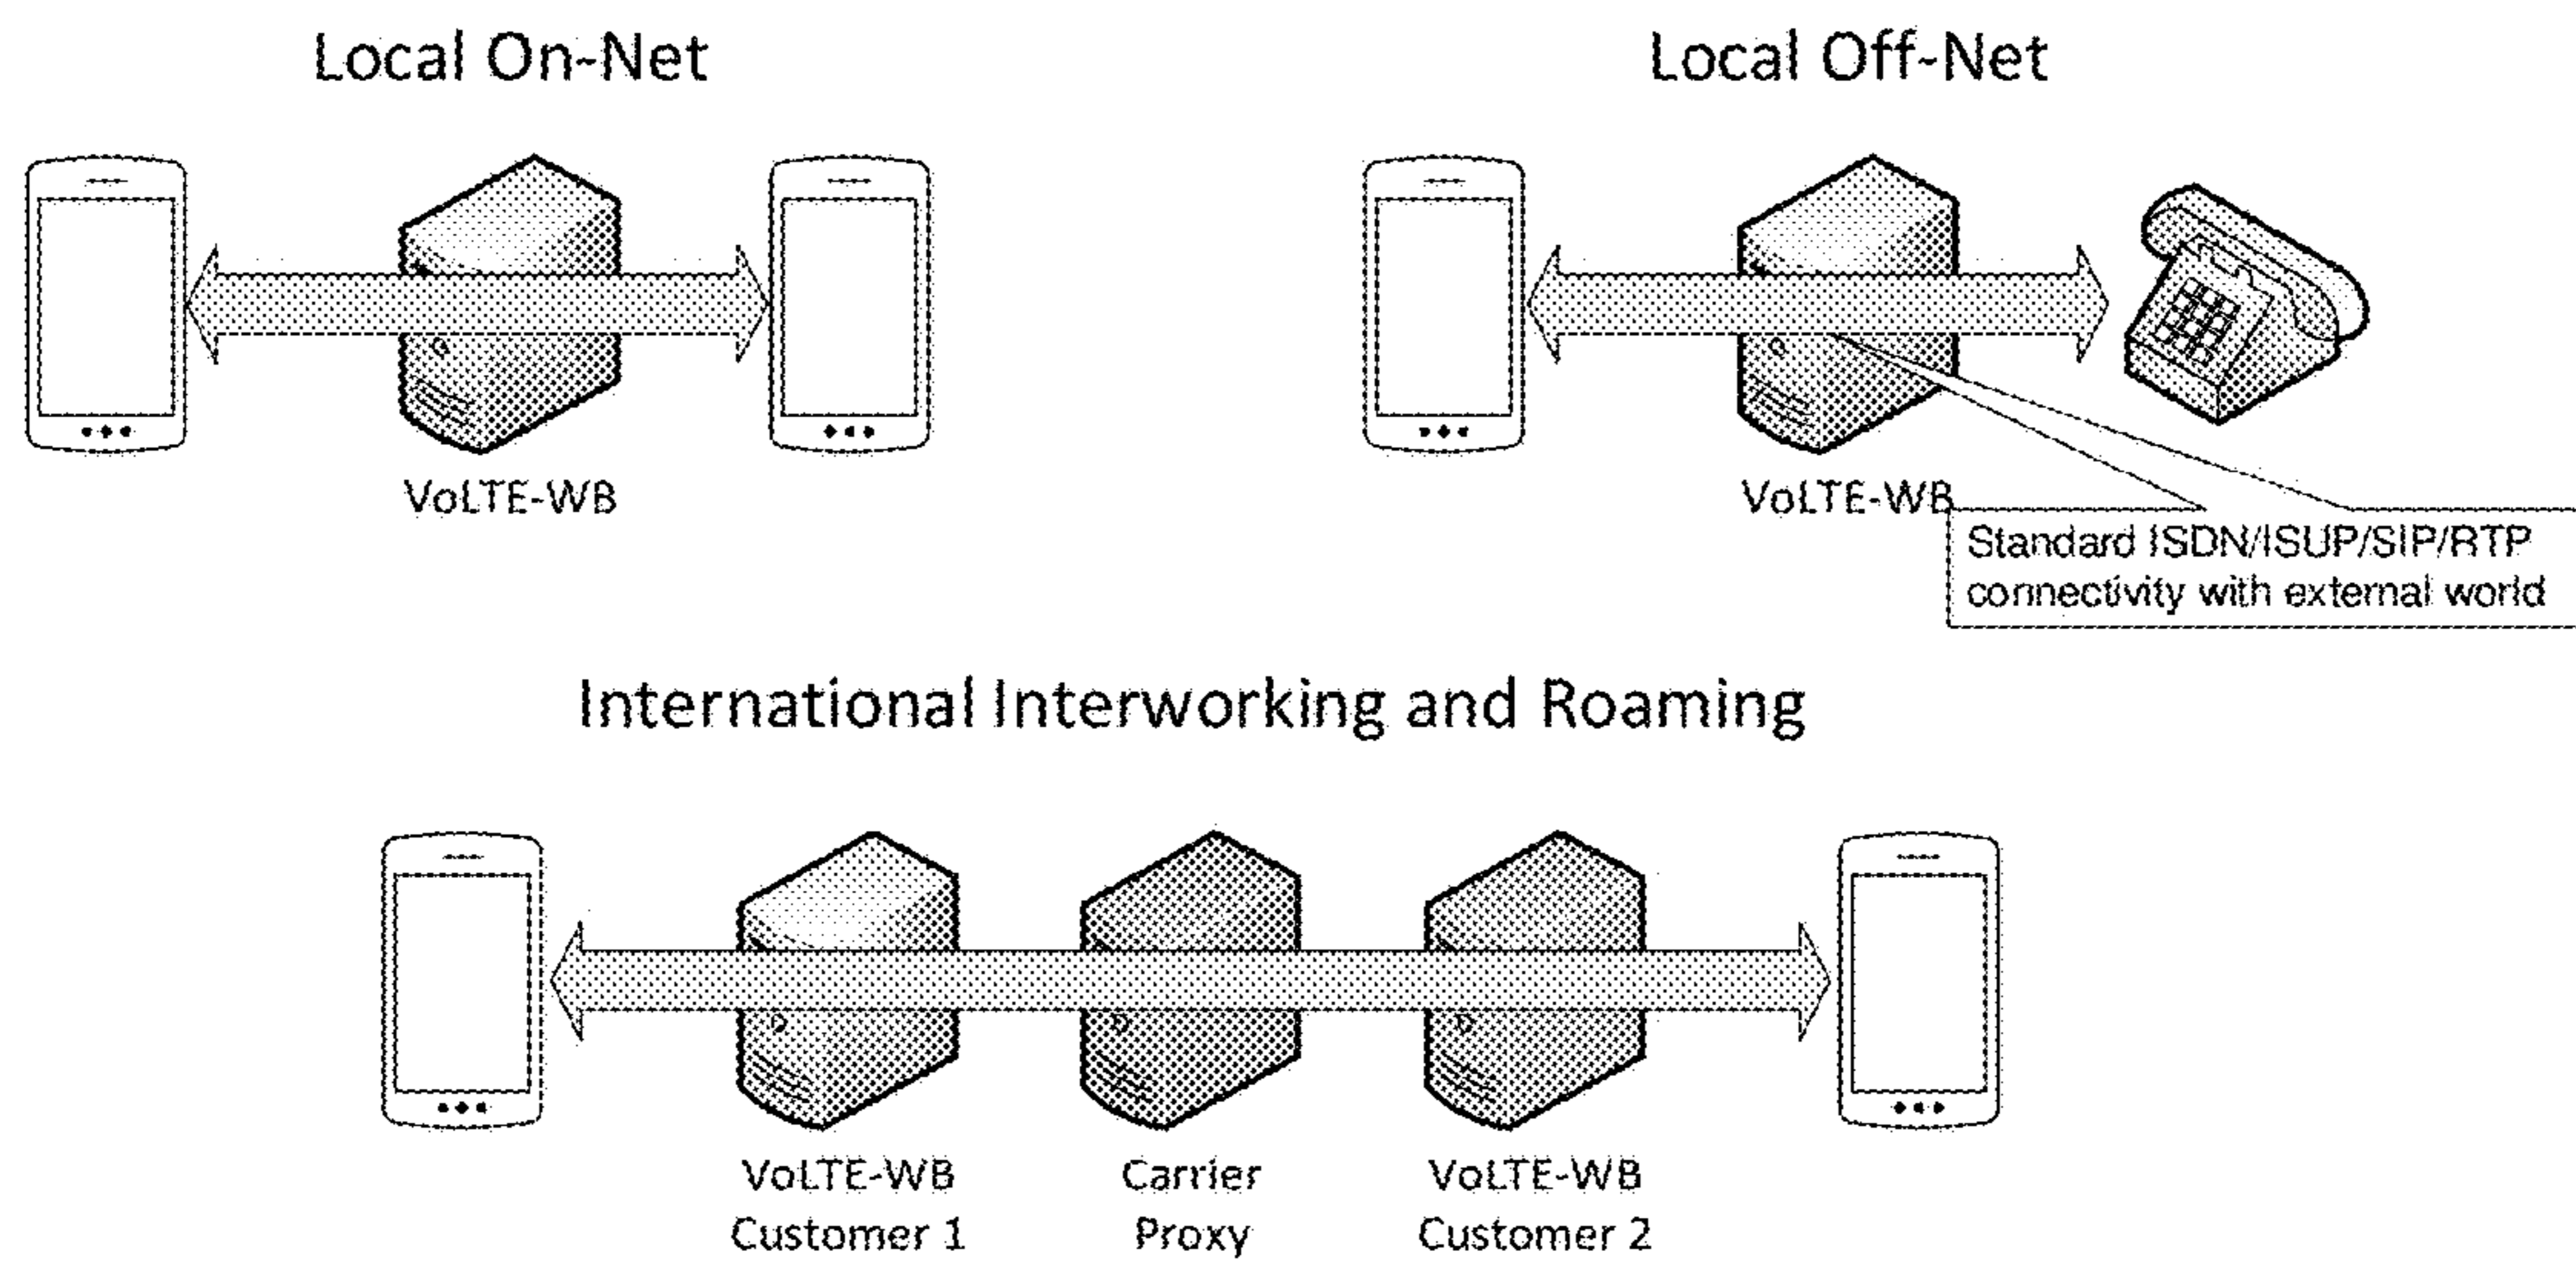 Local On-Net
Local Off-Net
VoLTE-WB
VoLTE-WB
Standard ISDN/ISUP/SIP/RTP
connectivity with external world
International Interworking and Roaming
VoLTE-WB
Customer 1
Carrier
Proxy
VoLTE-WB
Customer 2